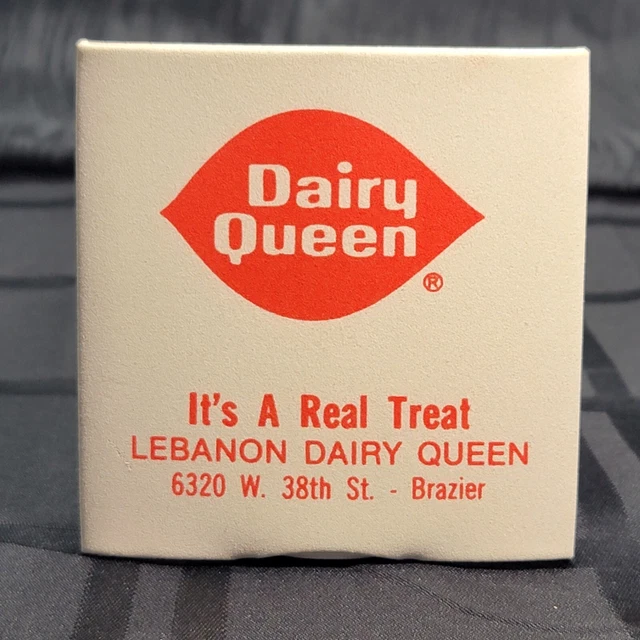 Dairy
Queen
®
It's A Real Treat
LEBANON DAIRY QUEEN
6320 W. 38th St. - Brazier